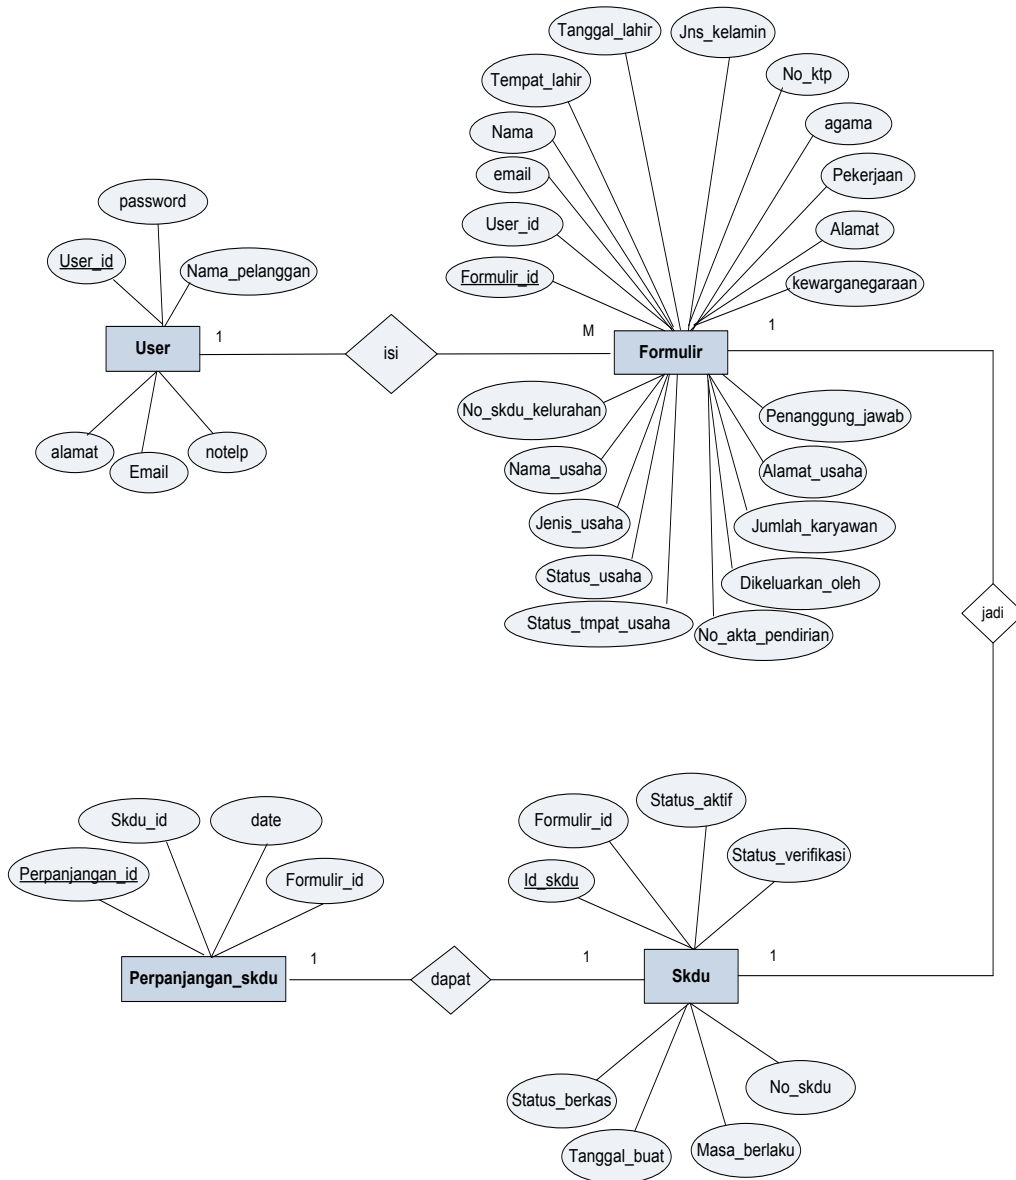 Tanggal_lahir
Jns_kelamin
Tempat_lahir
No_ktp
Nama
agama
email
Pekerjaan
password
User_id
Alamat
User_id
Nama_pelanggan
Formulir_id
kewarganegaraan
1
M
1
User
isi
Formulir
No_skdu_kelurahan
Penanggung_jawab
alamat
Email
notelp
Nama_usaha
Alamat_usaha
Jenis_usaha
Jumlah_karyawan
Status_usaha
Dikeluarkan_oleh
Status_tmpat_usaha
No_akta_pendirian
jadi
Status_aktif
Skdu_id
date
Formulir_id
Status_verifikasi
Perpanjangan_id
Formulir_id
Id_skdu
1
1
1
Perpanjangan_skdu
dapat
Skdu
No_skdu
Status_berkas
Tanggal_buat
Masa_berlaku